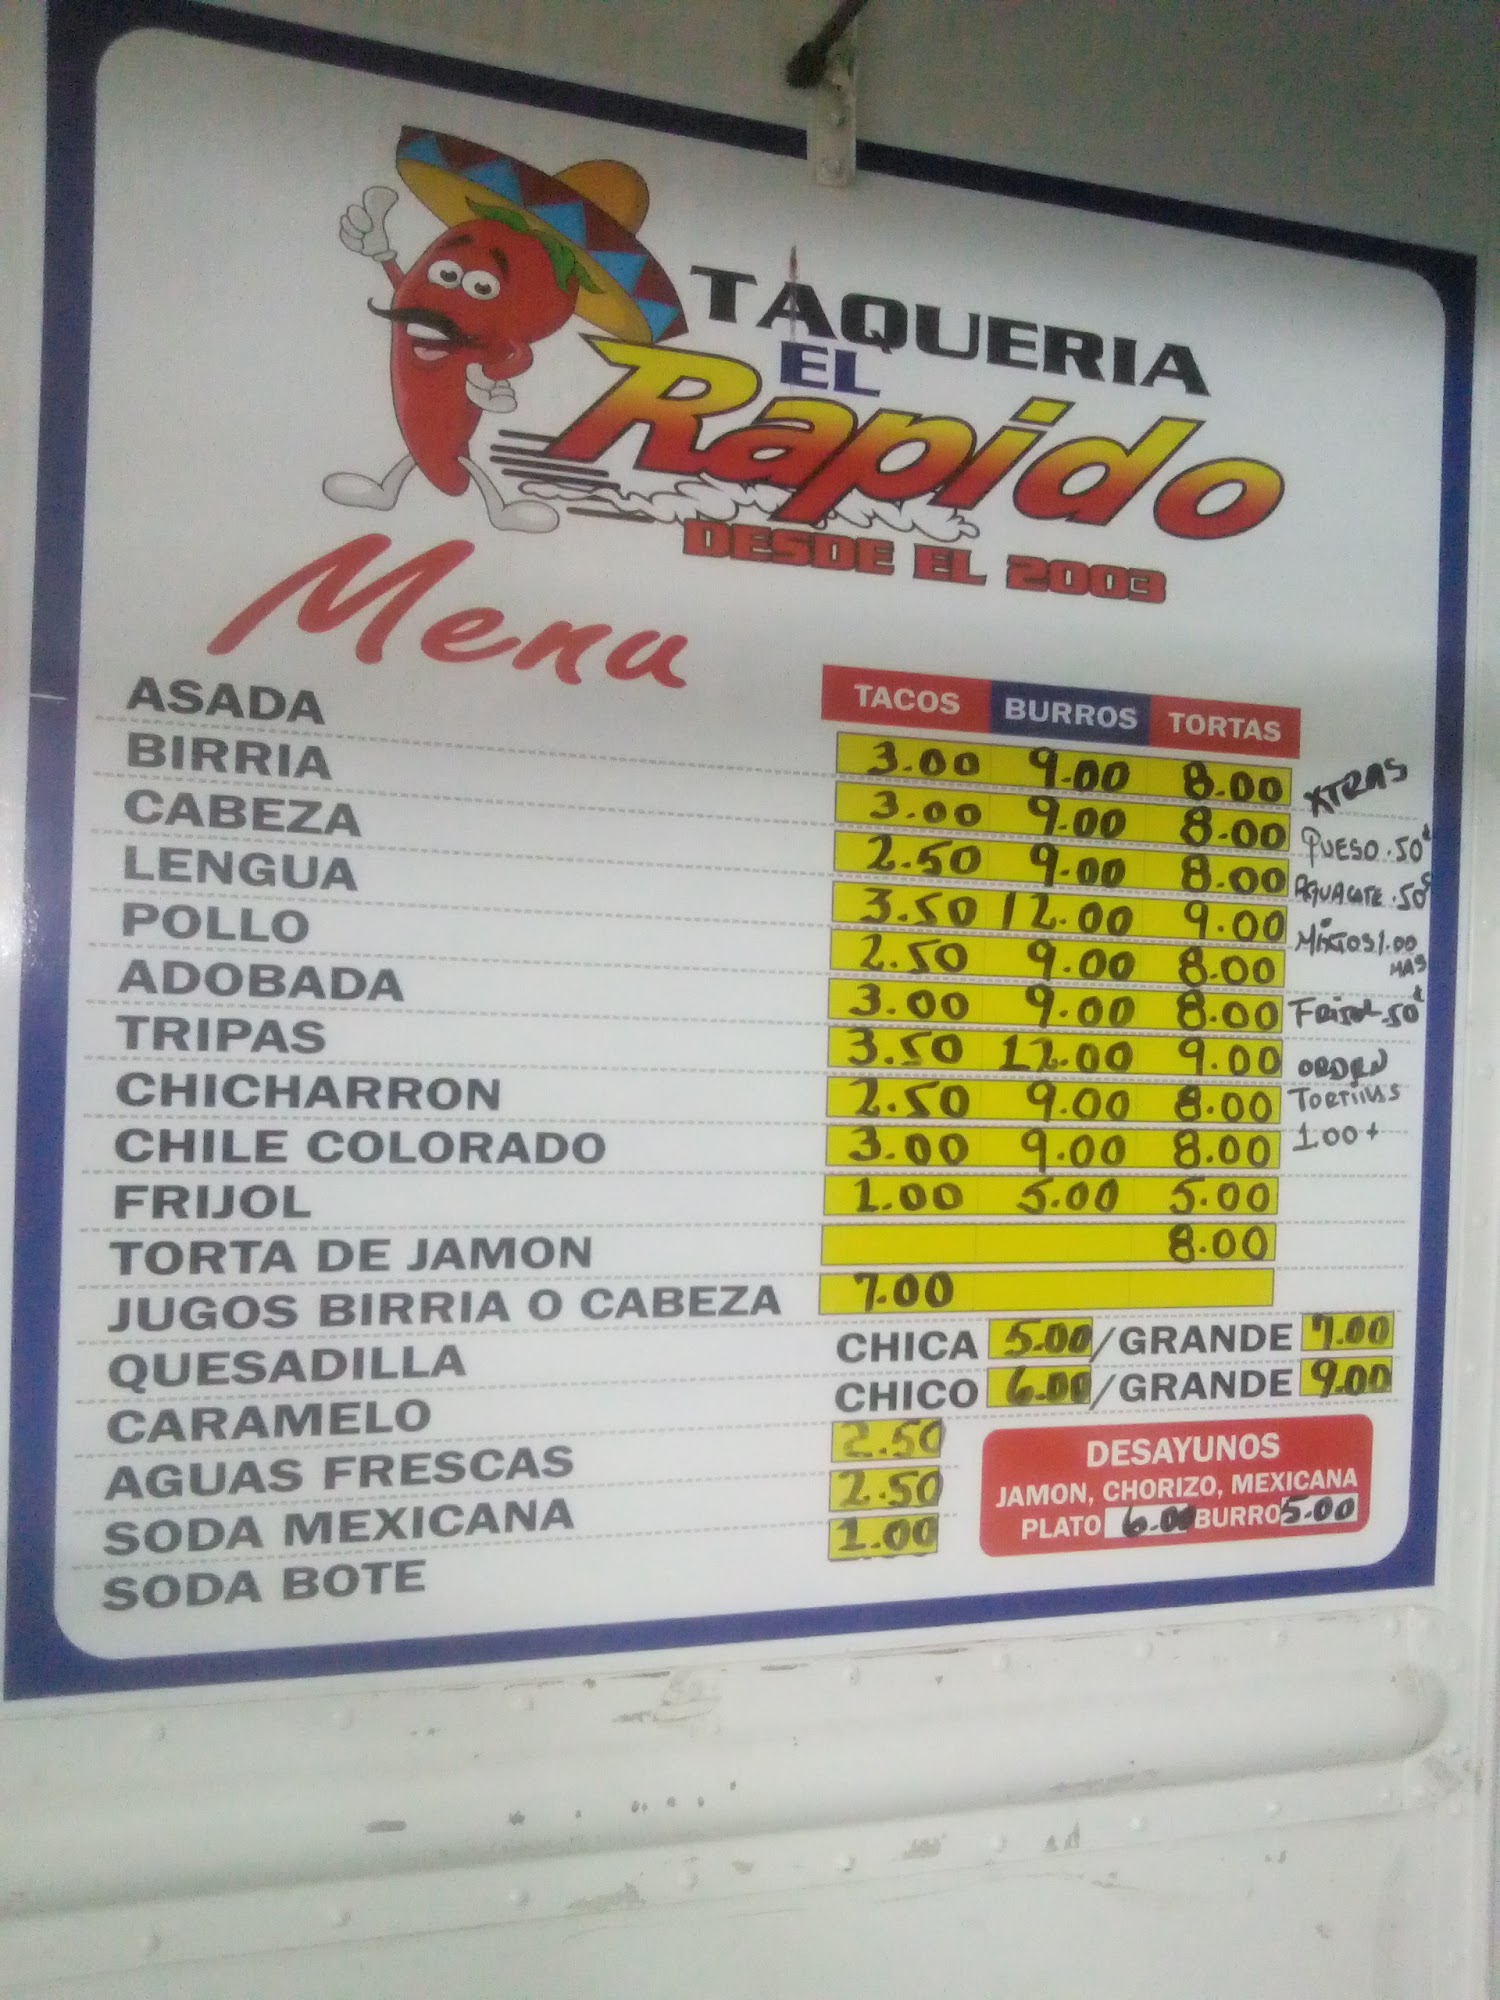 TAQUERIA
EL
Rapido
DESDE EL 2003
Menu
TACOS BURROS TORTAS
ASADA 3.00 9.00 8.00
BIRRIA 3.00 9.00 8.00
CABEZA 2.50 9.00 8.00
LENGUA 3.50 12.00 9.00
POLLO 2.50 9.00 8.00
ADOBADA 3.00 9.00 8.00
TRIPAS 3.50 12.00 9.00
CHICHARRON 2.50 9.00 8.00
CHILE COLORADO 3.00 9.00 8.00
FRIJOL 1.00 5.00 5.00
TORTA DE JAMON 8.00
JUGOS BIRRIA O CABEZA 7.00
QUESADILLA CHICA 5.00/GRANDE 7.00
CARAMELO CHICO 6.00/GRANDE 9.00
AGUAS FRESCAS 2.50
SODA MEXICANA 2.50
SODA BOTE 1.00
XTRAS
QUESO .50¢
AGUACATE .50¢
MIXTOS 1.00
MAS
FRIJOL .50¢
ORDEN
TORTILLAS
1.00+
DESAYUNOS
JAMON, CHORIZO, MEXICANA
PLATO 6.00 BURRO 5.00